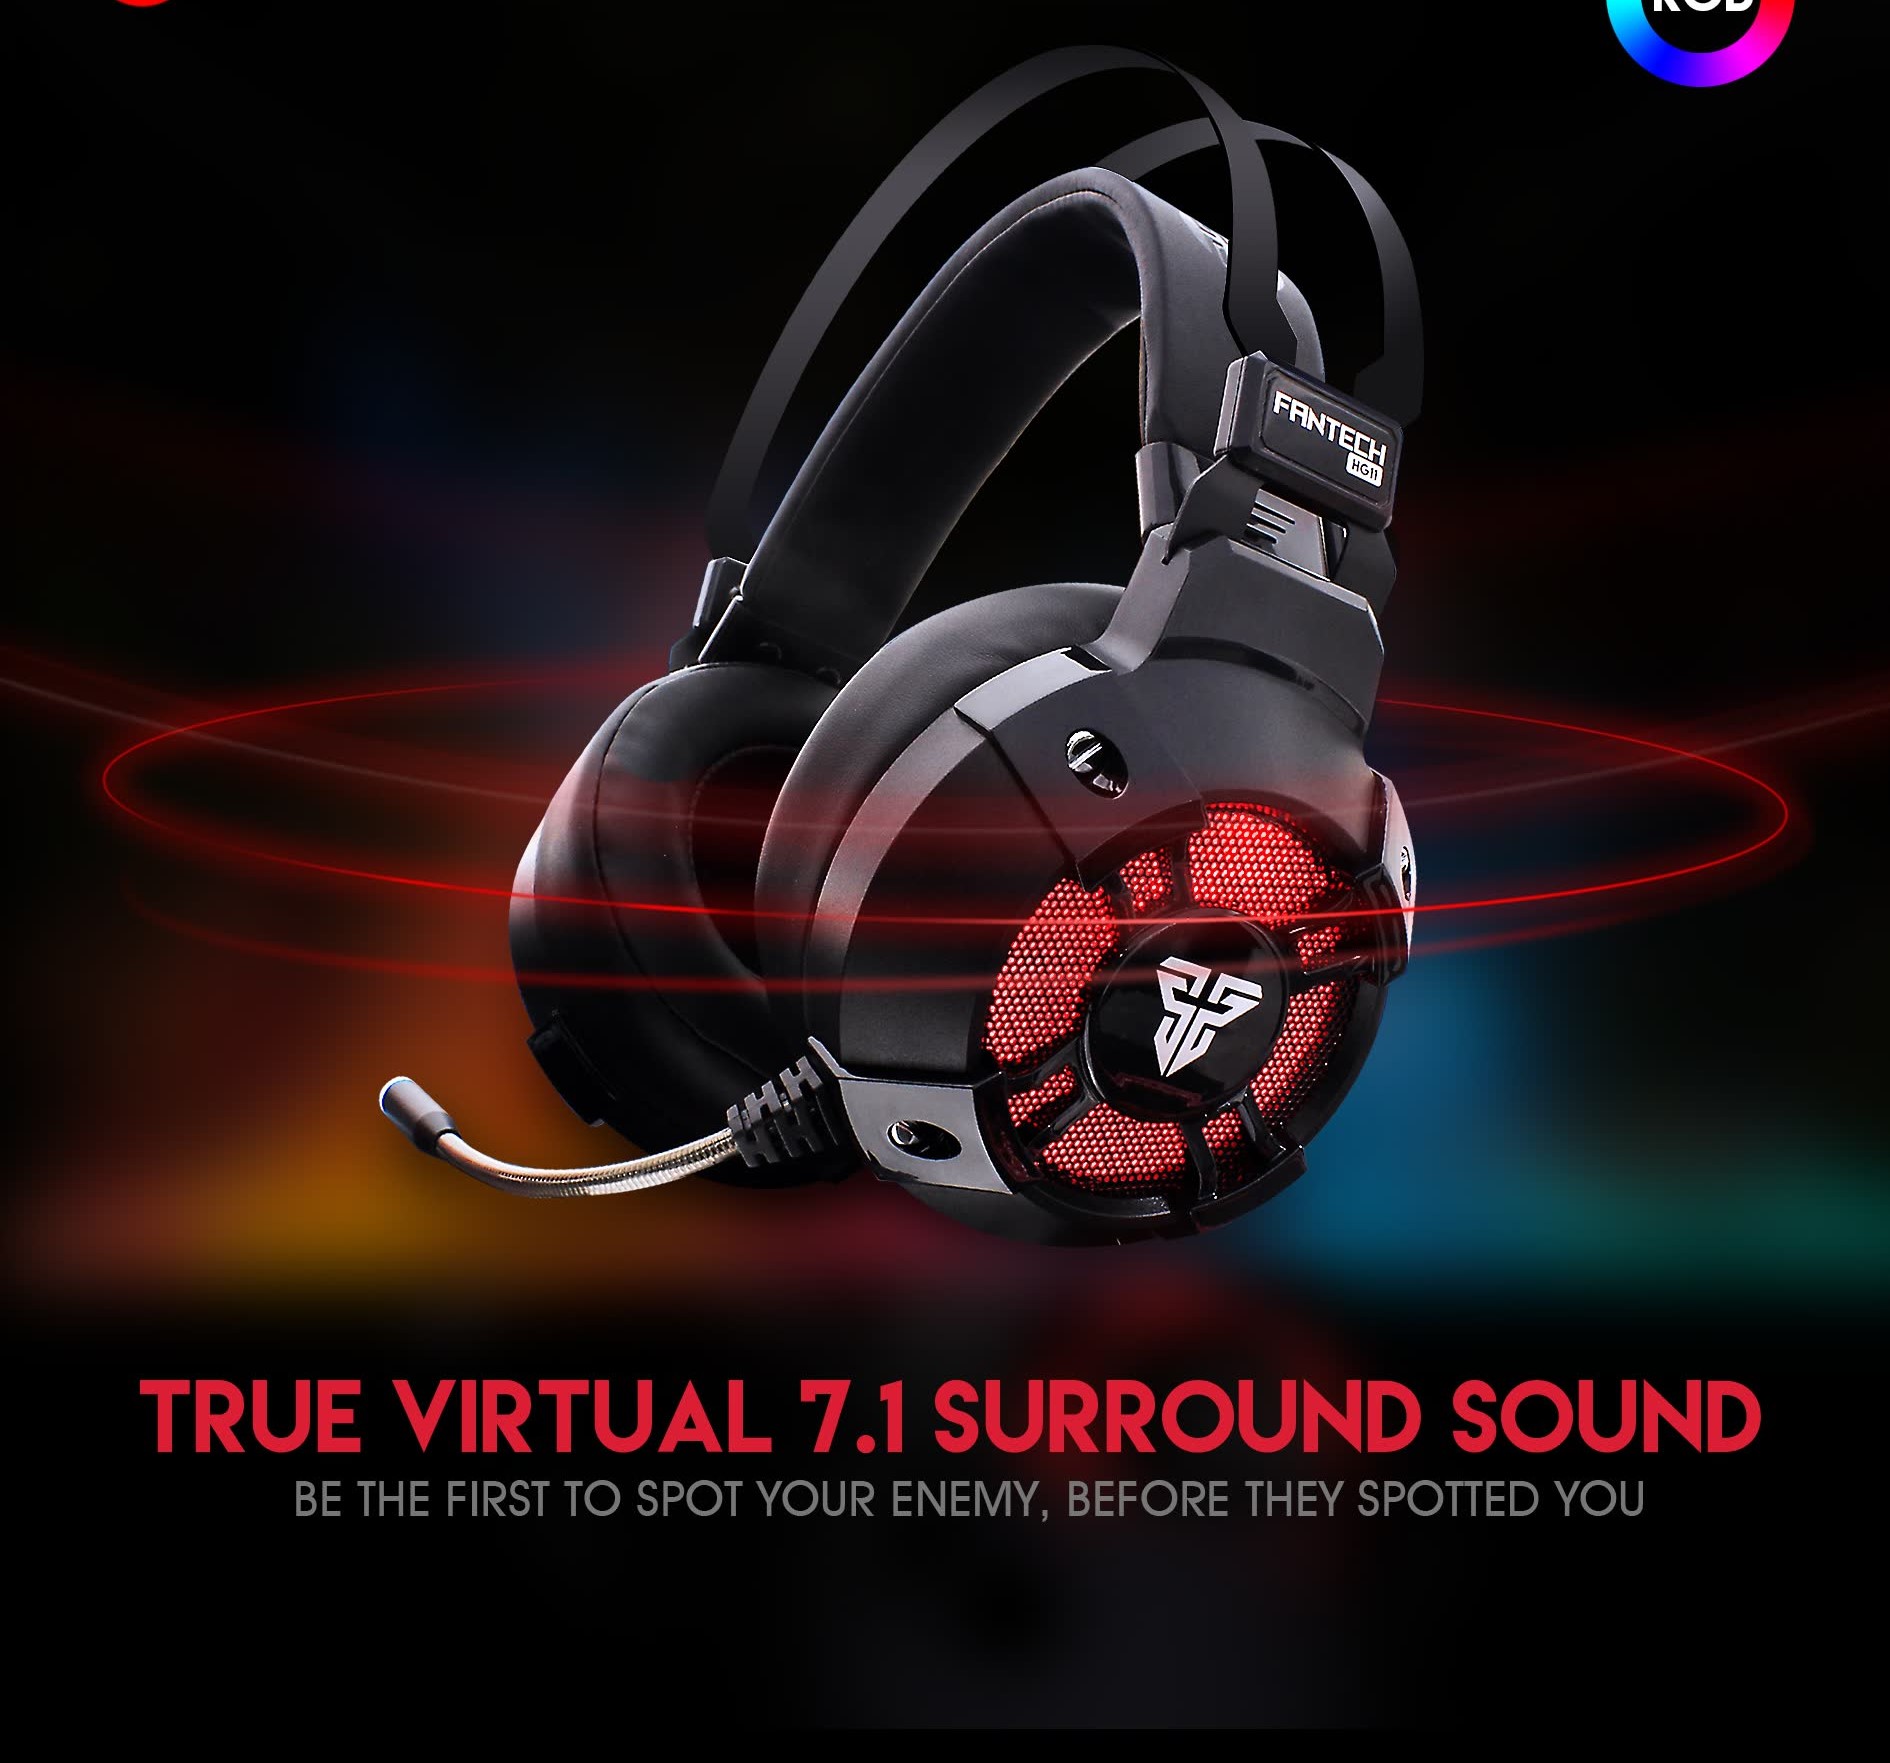 RGB
FANTECH
HG11
TRUE VIRTUAL 7.1 SURROUND SOUND
BE THE FIRST TO SPOT YOUR ENEMY, BEFORE THEY SPOTTED YOU